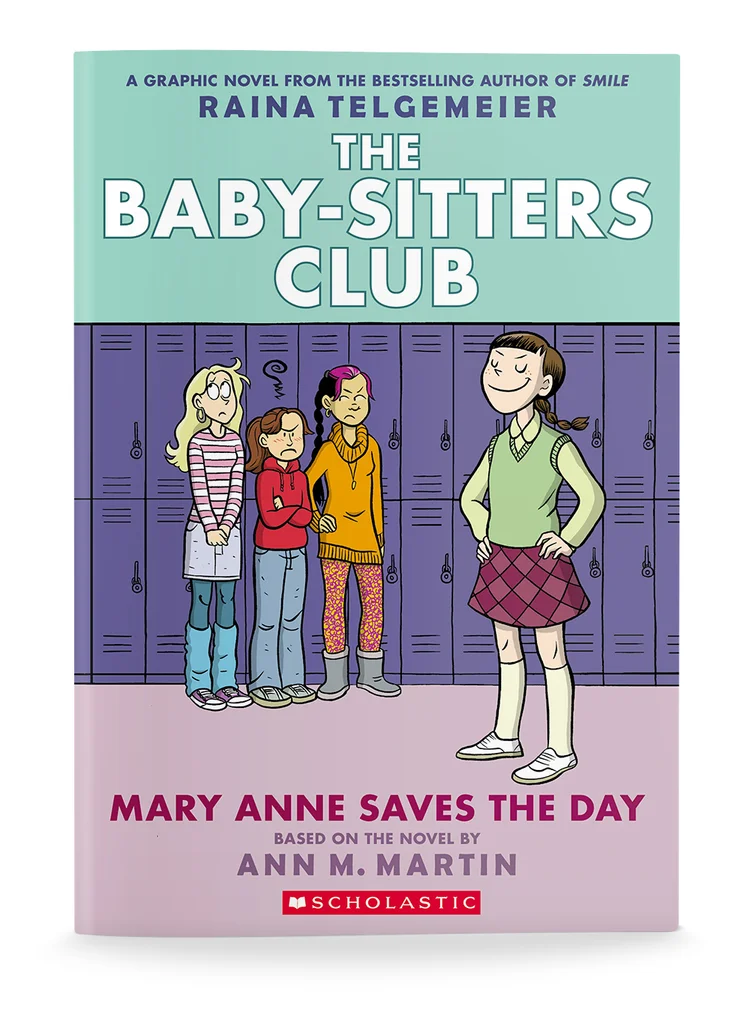 A GRAPHIC NOVEL FROM THE BESTSELLING AUTHOR OF SMILE
RAINA TELGEMEIER
THE
BABY-SITTERS
CLUB
MARY ANNE SAVES THE DAY
BASED ON THE NOVEL BY
ANN M. MARTIN
SCHOLASTIC